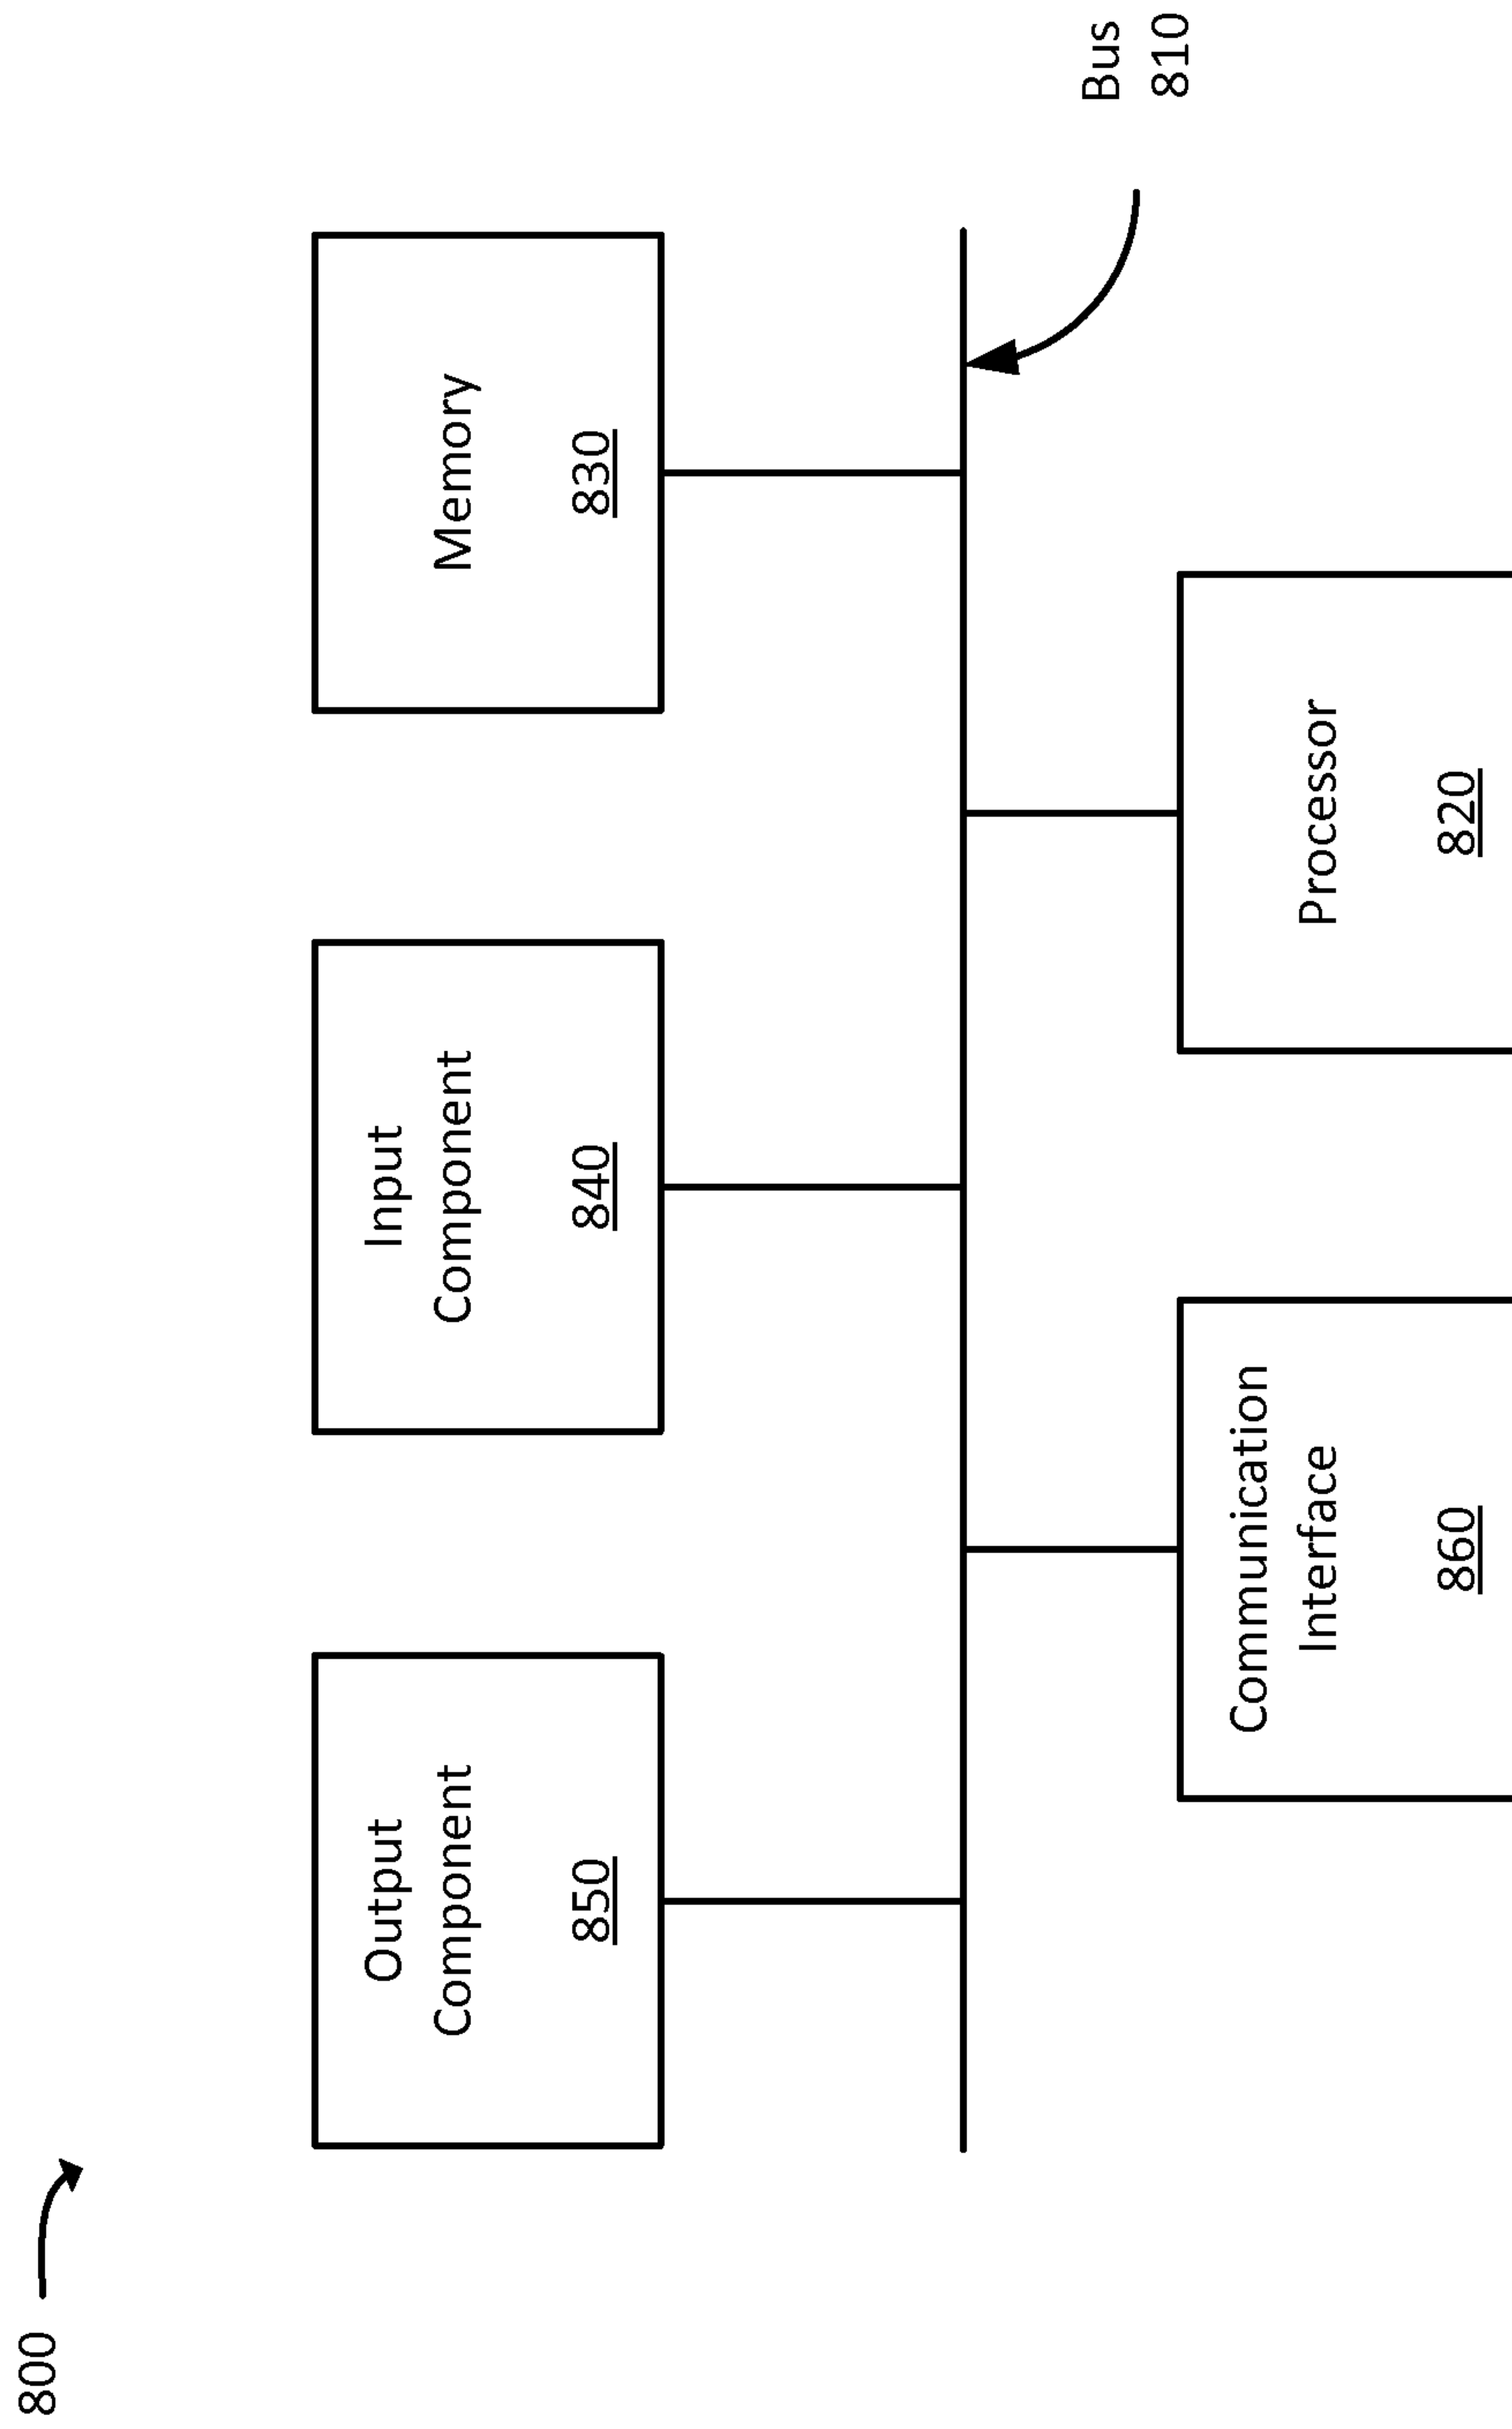 800
Output
Component
850
Input
Component
840
Memory
830
Bus
810
Communication
Interface
860
Processor
820